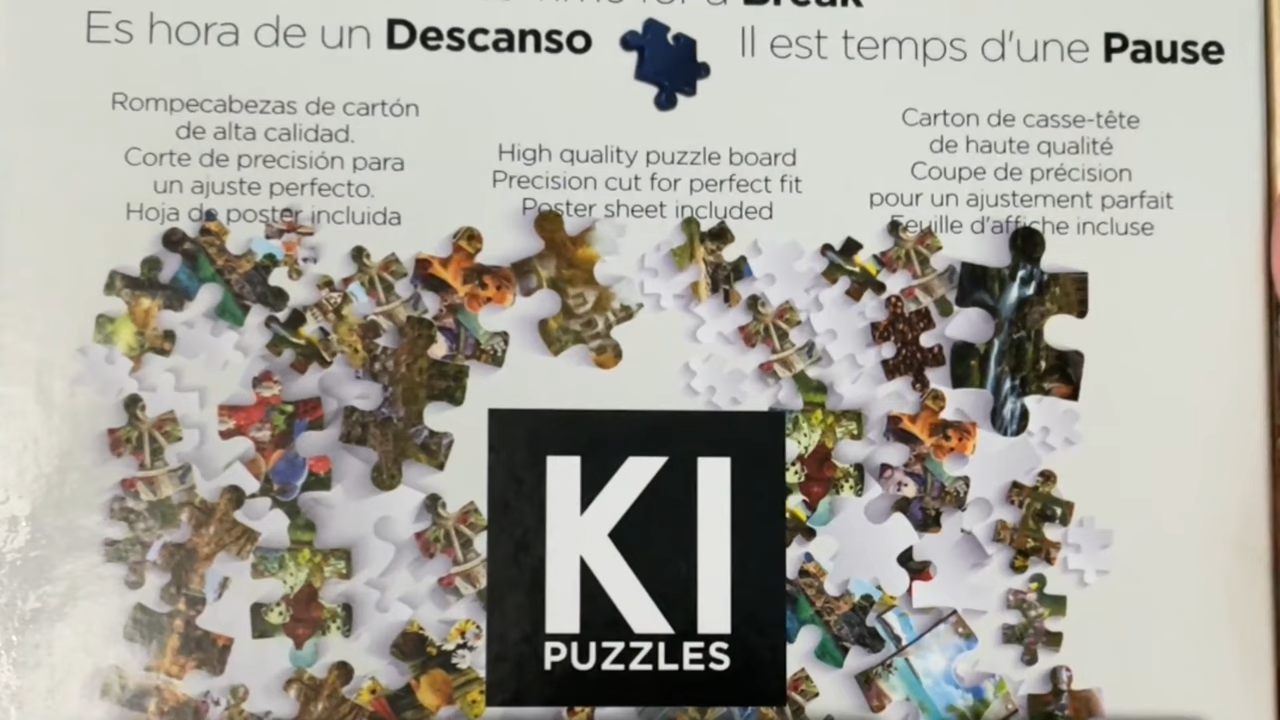 Break
Es hora de un Descanso
Il est temps d'une Pause
Rompecabezas de cartón
de alta calidad.
Corte de precisión para
un ajuste perfecto.
Hoja de poster incluida
High quality puzzle board
Precision cut for perfect fit
Poster sheet included
Carton de casse-tête
de haute qualité
Coupe de précision
pour un ajustement parfait
Feuille d'affiche incluse
KI
PUZZLES